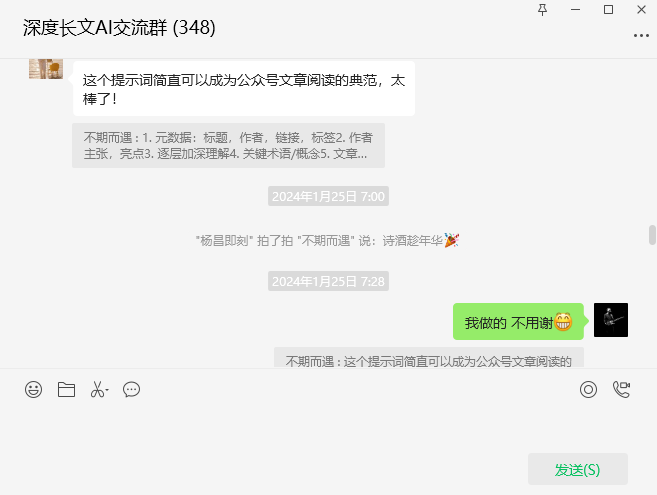 深度长文AI交流群 (348)
这个提示词简直可以成为公众号文章阅读的典范，太
棒了！
不期而遇 : 1. 元数据：标题，作者，链接，标签2. 作者
主张，亮点3. 逐层加深理解4. 关键术语/概念5. 文章...
2024年1月25日 7:00
"杨昌即刻" 拍了拍 "不期而遇" 说：诗酒趁年华🎉
2024年1月25日 7:28
我做的 不用谢😁
不期而遇 : 这个提示词简直可以成为公众号文章阅读的
发送(S)